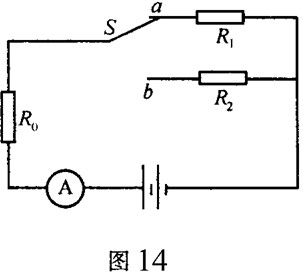 S a R₁
b R₂
R₀
A
图 14